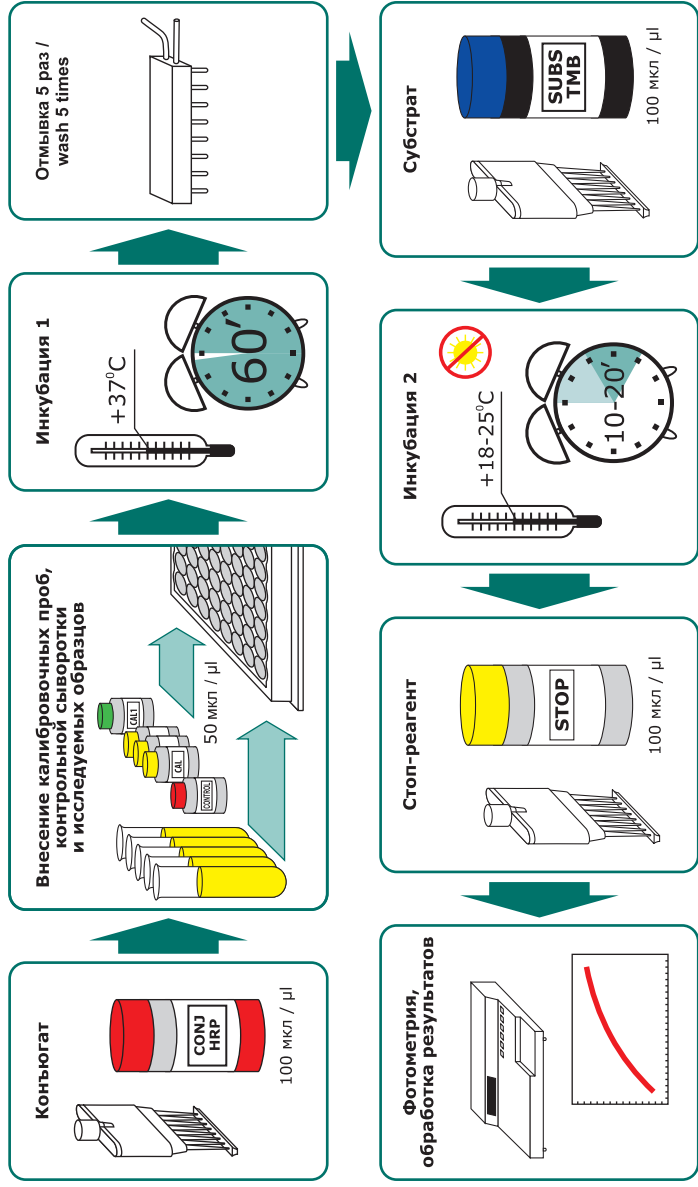 Конъюгат
CONJ
HRP
100 мкл / µl
Внесение калибровочных проб,
контрольной сыворотки
и исследуемых образцов
CAL1
CAL
CONTROL
50 мкл / µl
Инкубация 1
+37⁰C
60′
Отмывка 5 раз /
wash 5 times
Субстрат
SUBS
TMB
100 мкл / µl
Инкубация 2
+18-25⁰C
10-20′
Стоп-реагент
STOP
100 мкл / µl
Фотометрия,
обработка результатов